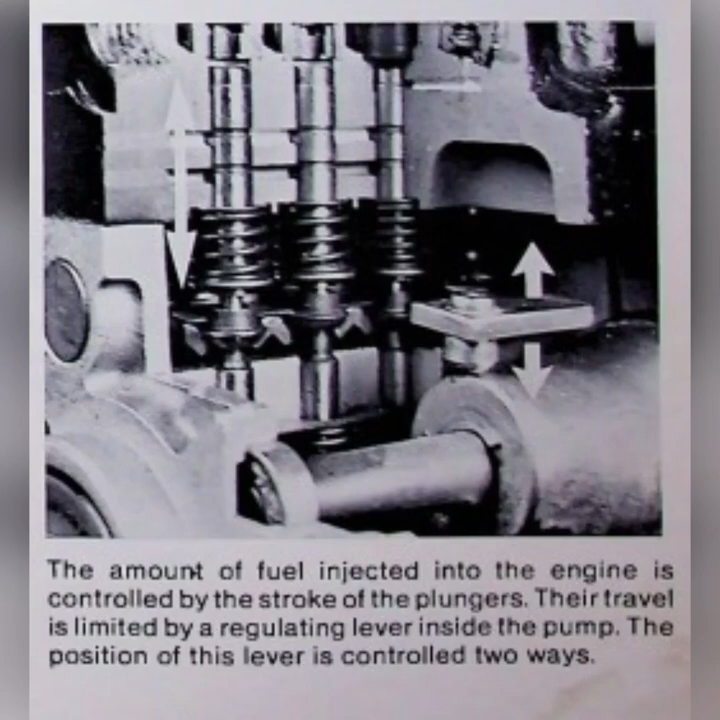 The amount of fuel injected into the engine is
controlled by the stroke of the plungers. Their travel
is limited by a regulating lever inside the pump. The
position of this lever is controlled two ways.